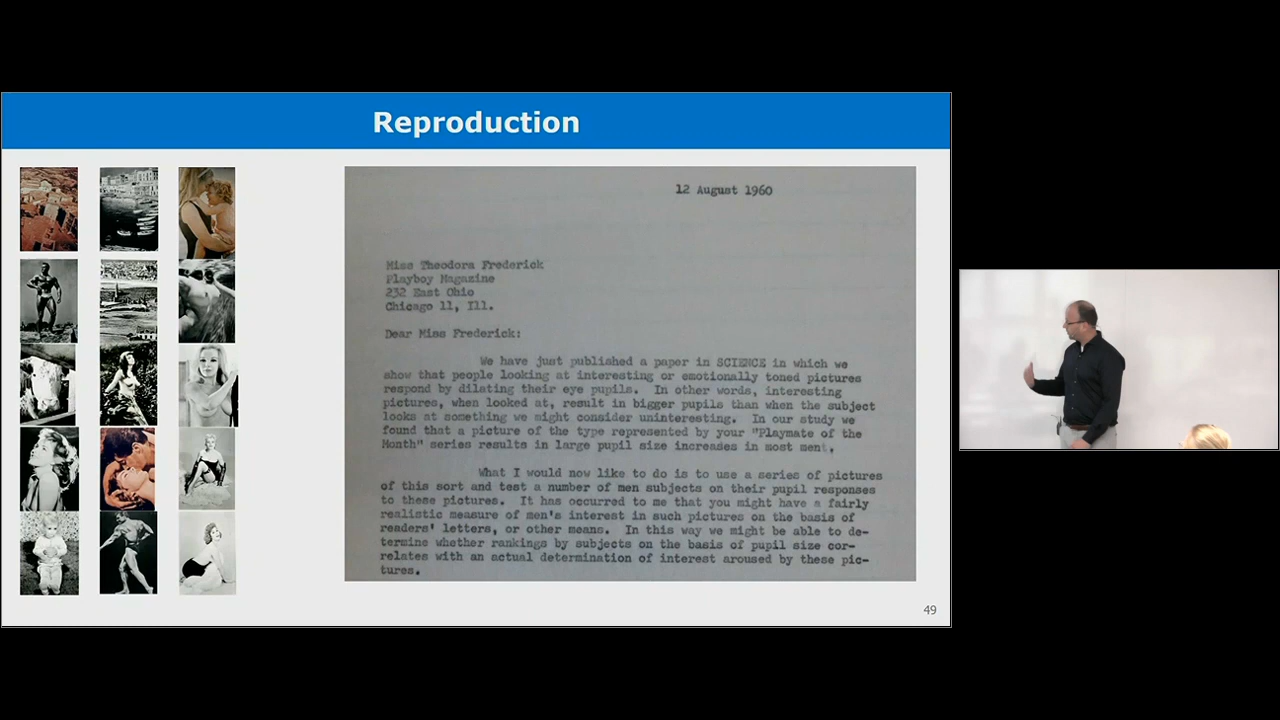 Reproduction
12 August 1960
Miss Theodora Frederick
Playboy Magazine
232 East Ohio
Chicago 11, Ill.
Dear Miss Frederick:
We have just published a paper in SCIENCE in which we
show that people looking at interesting or emotionally toned pictures
respond by dilating their eye pupils. In other words, interesting
pictures, when looked at, result in bigger pupils than when the subject
looks at something we might consider uninteresting. In our study we
found that a picture of the type represented by your "Playmate of the
Month" series results in large pupil size increases in most men.
What I would now like to do is to use a series of pictures
of this sort and test a number of men subjects on their pupil responses
to these pictures. It has occurred to me that you might have a fairly
realistic measure of men's interest in such pictures on the basis of
readers' letters, or other means. In this way we might be able to de-
termine whether rankings by subjects on the basis of pupil size cor-
relates with an actual determination of interest aroused by these pic-
tures.
49